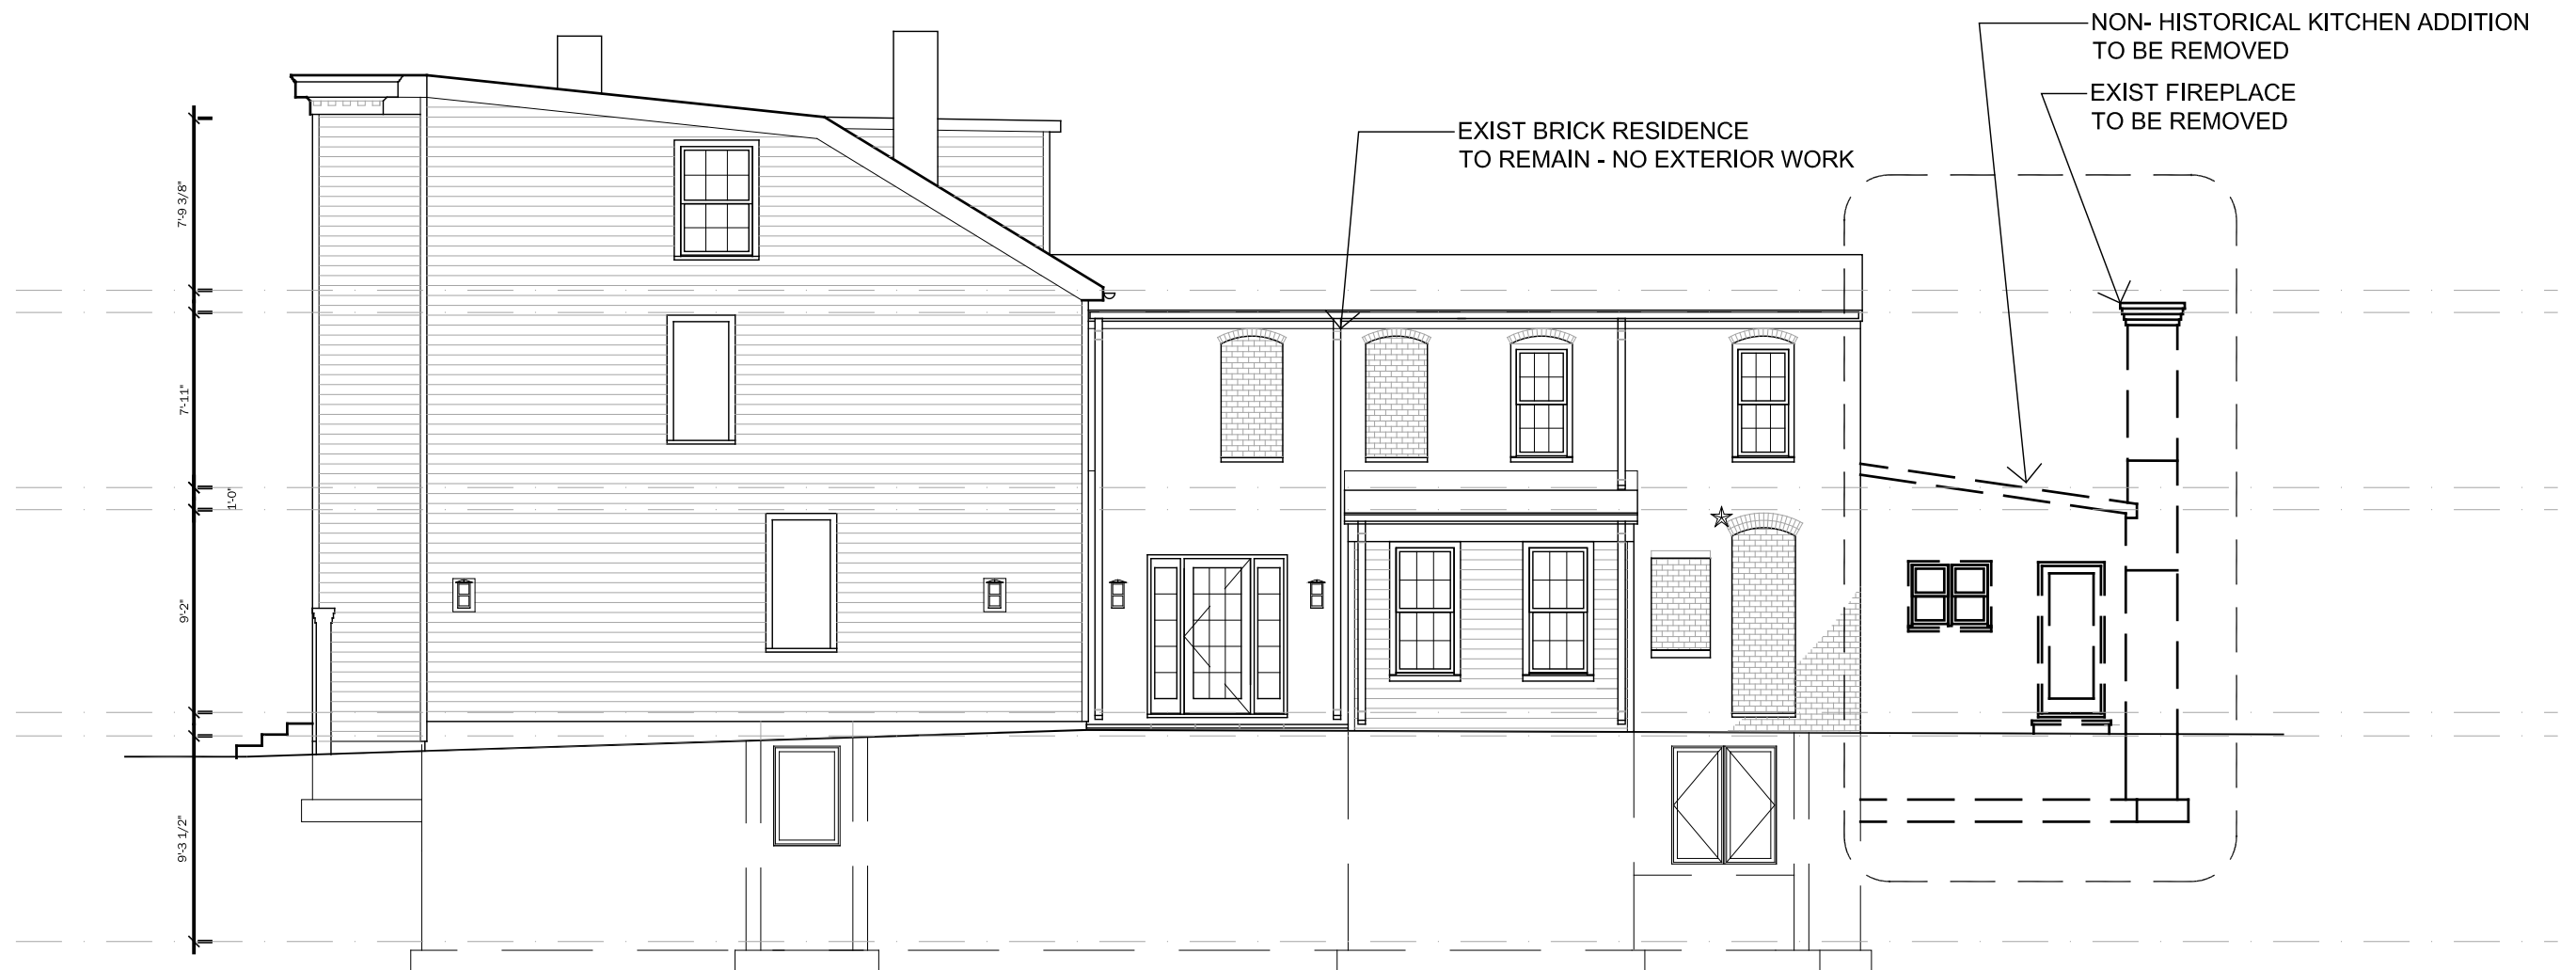 NON- HISTORICAL KITCHEN ADDITION
TO BE REMOVED
EXIST FIREPLACE
TO BE REMOVED
EXIST BRICK RESIDENCE
TO REMAIN - NO EXTERIOR WORK
7'-9 3/8"
7'-11"
1'-0"
9'-2"
9'-3 1/2"